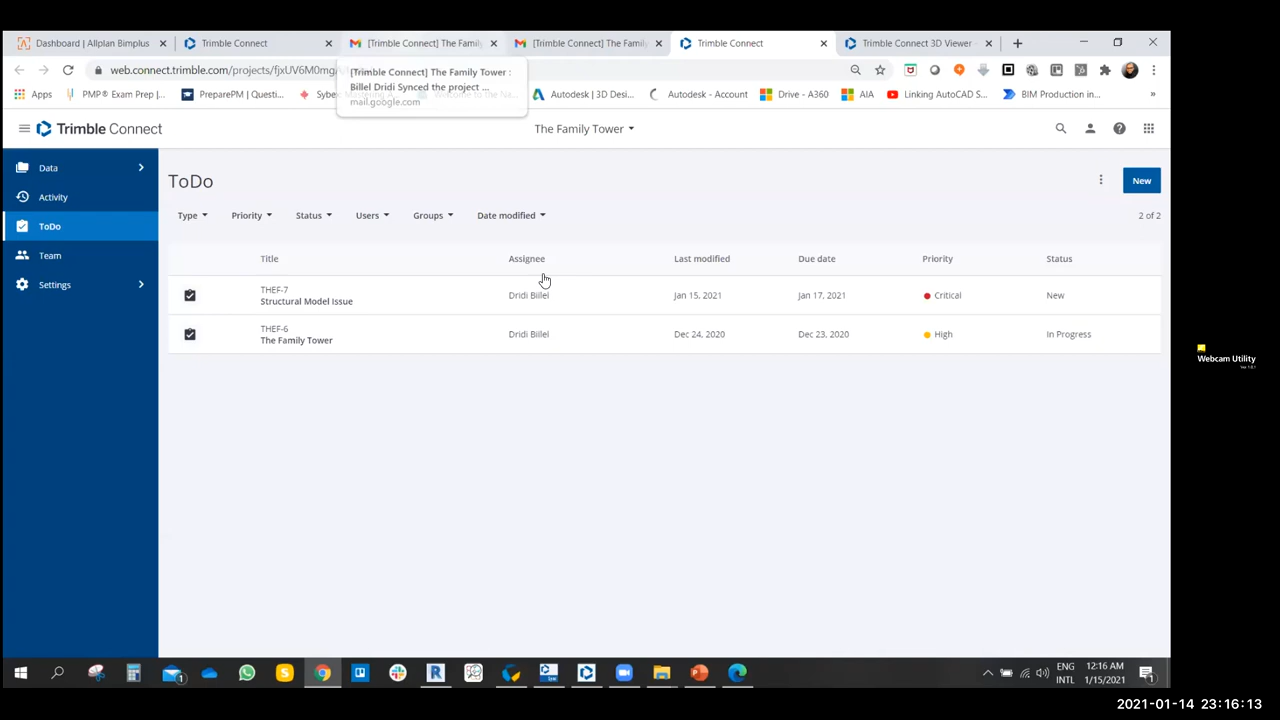 Dashboard | Allplan Bimplus
Trimble Connect
[Trimble Connect] The Family
[Trimble Connect] The Family
Trimble Connect
Trimble Connect 3D Viewer -
web.connect.trimble.com/projects/fjxUV6M0mg
[Trimble Connect] The Family Tower :
Billel Dridi Synced the project ...
mail.google.com
Apps
PMP® Exam Prep |
PreparePM | Questi...
Autodesk | 3D Desi...
Autodesk - Account
Drive - A360
AIA
Linking AutoCAD S...
BIM Production in...
»
Trimble Connect
The Family Tower
Data
Activity
ToDo
Team
Settings
ToDo
New
Type
Priority
Status
Users
Groups
Date modified
2 of 2
Title
Assignee
Last modified
Due date
Priority
Status
THEF-7
Structural Model Issue
Dridi Biilel
Jan 15, 2021
Jan 17, 2021
Critical
New
THEF-6
The Family Tower
Dridi Biilel
Dec 24, 2020
Dec 23, 2020
High
In Progress
Webcam Utility
ENG
INTL
12:16 AM
1/15/2021
2021-01-14 23:16:13